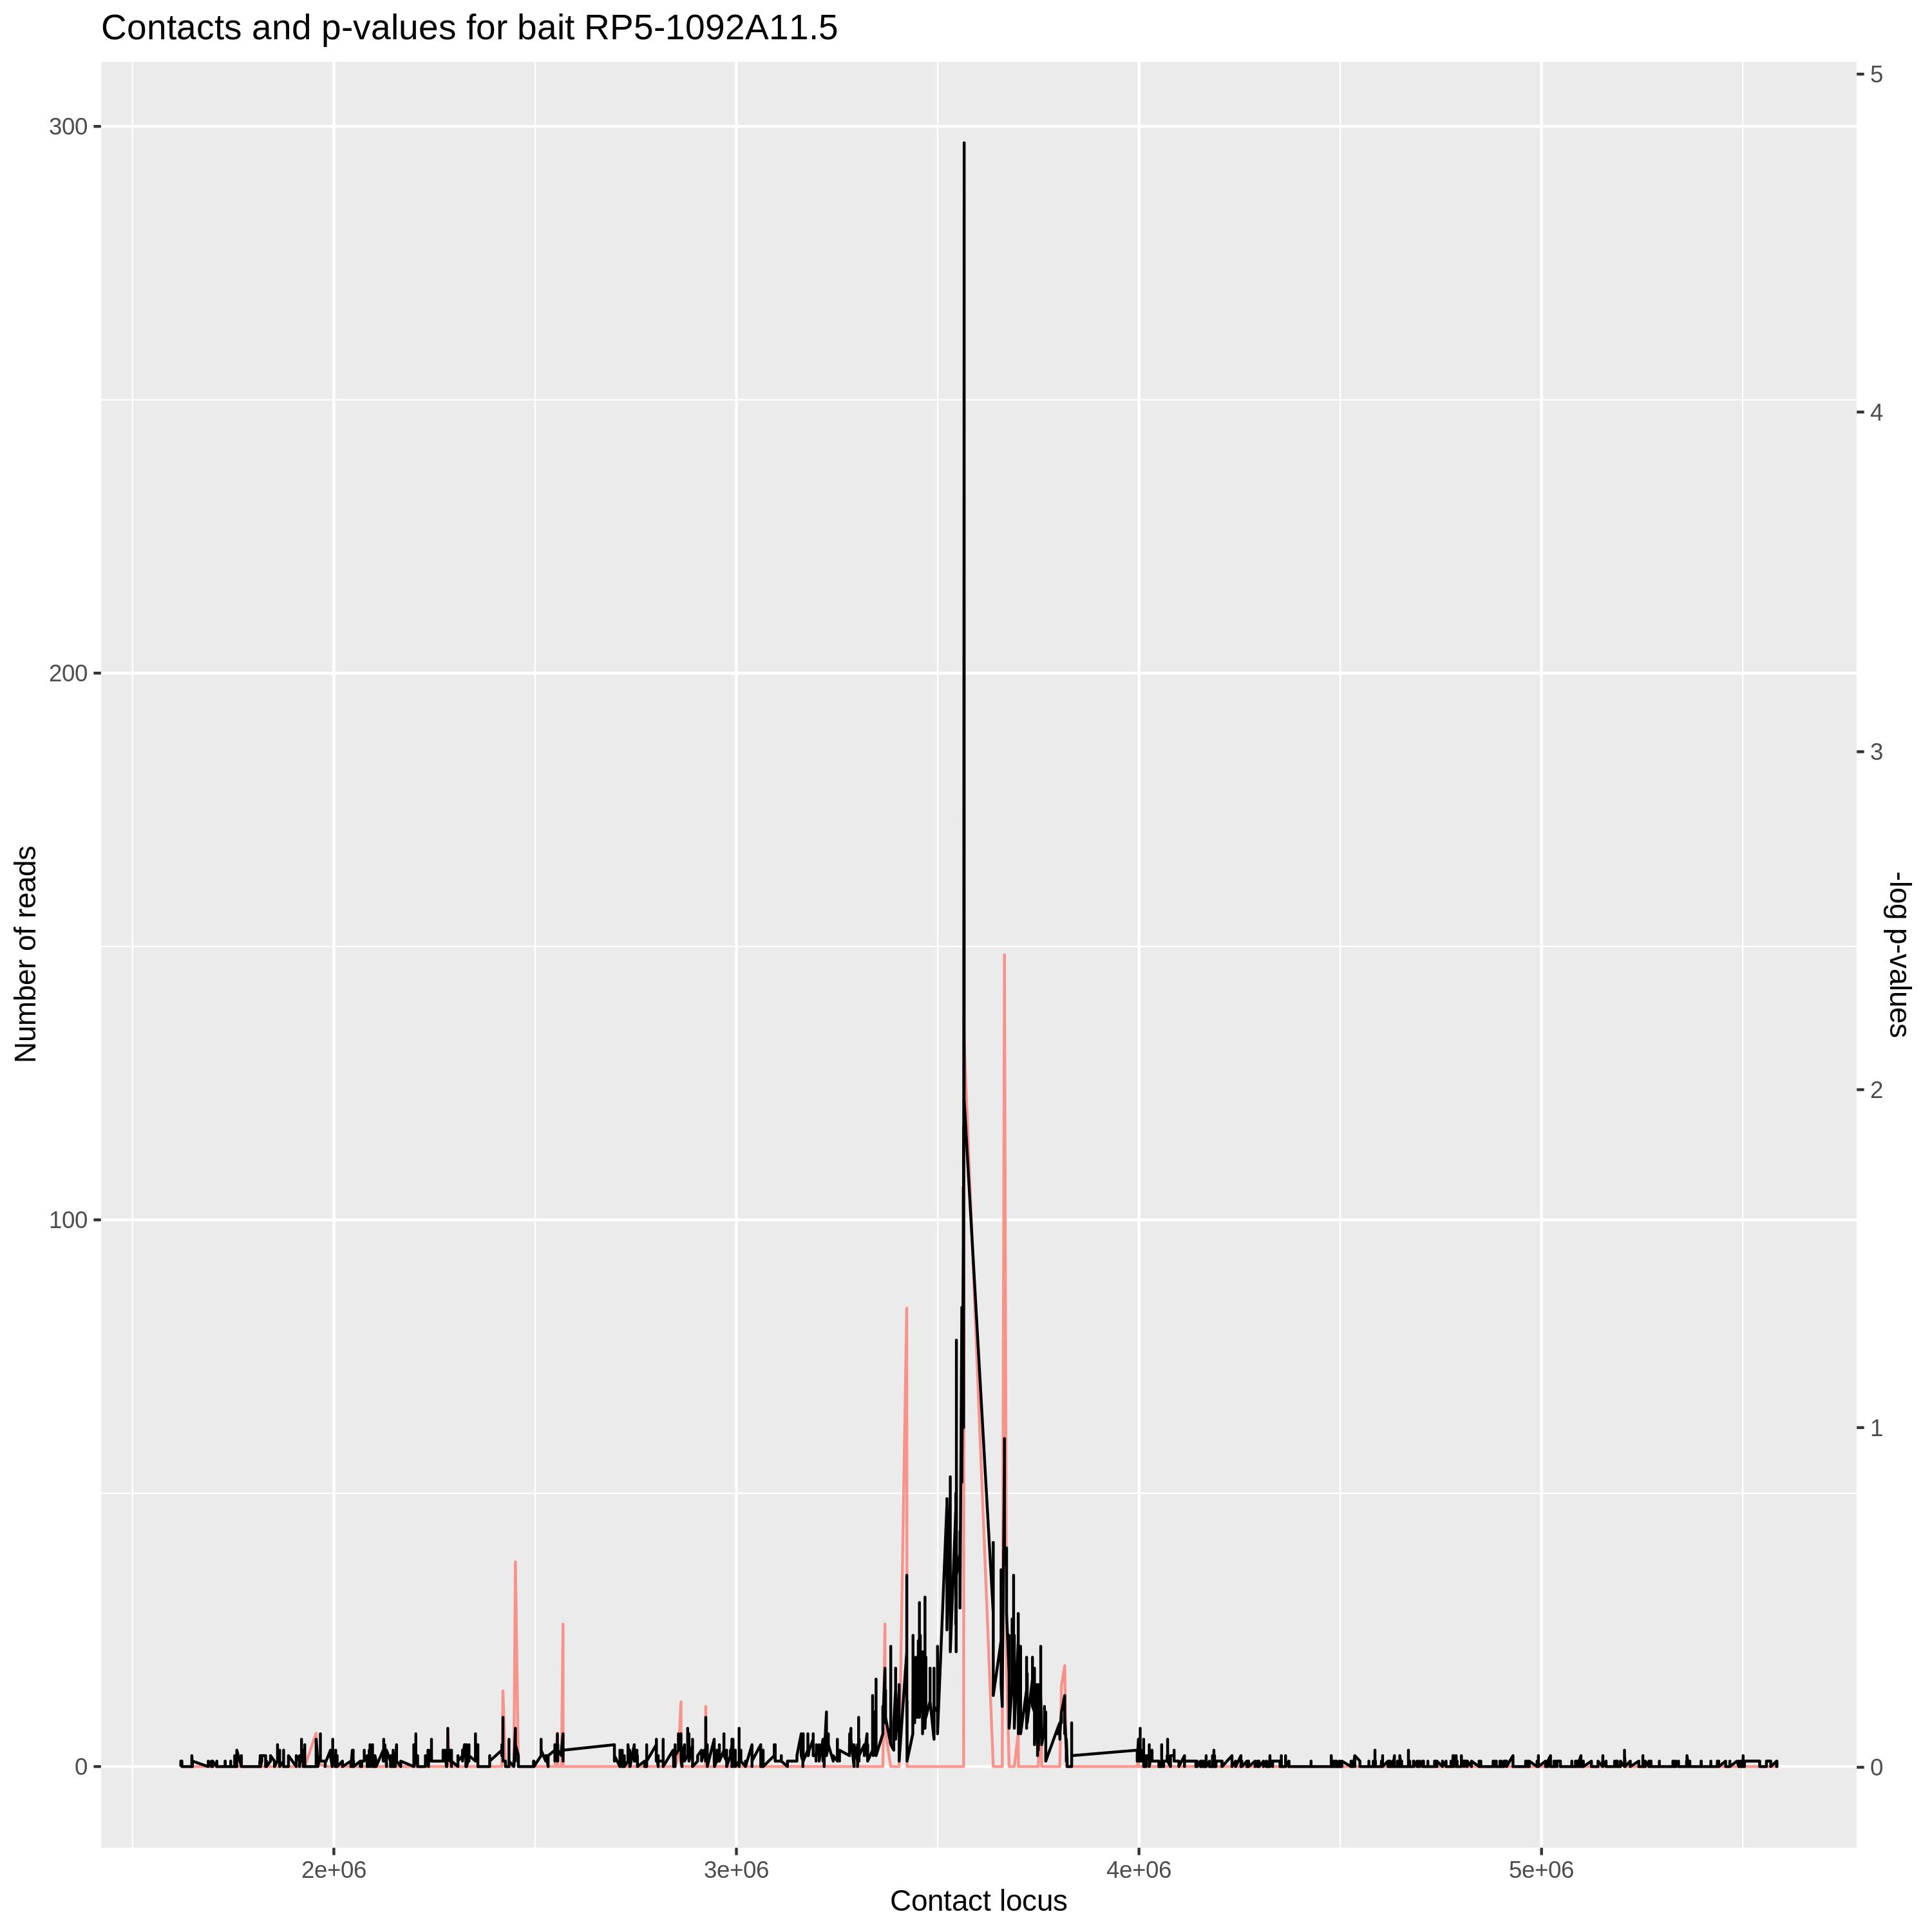 Contacts and p-values for bait RP5-1092A11.5
300
200
100
0
Number of reads
5
4
3
2
1
0
-log p-values
2e+06
3e+06
4e+06
5e+06
Contact locus